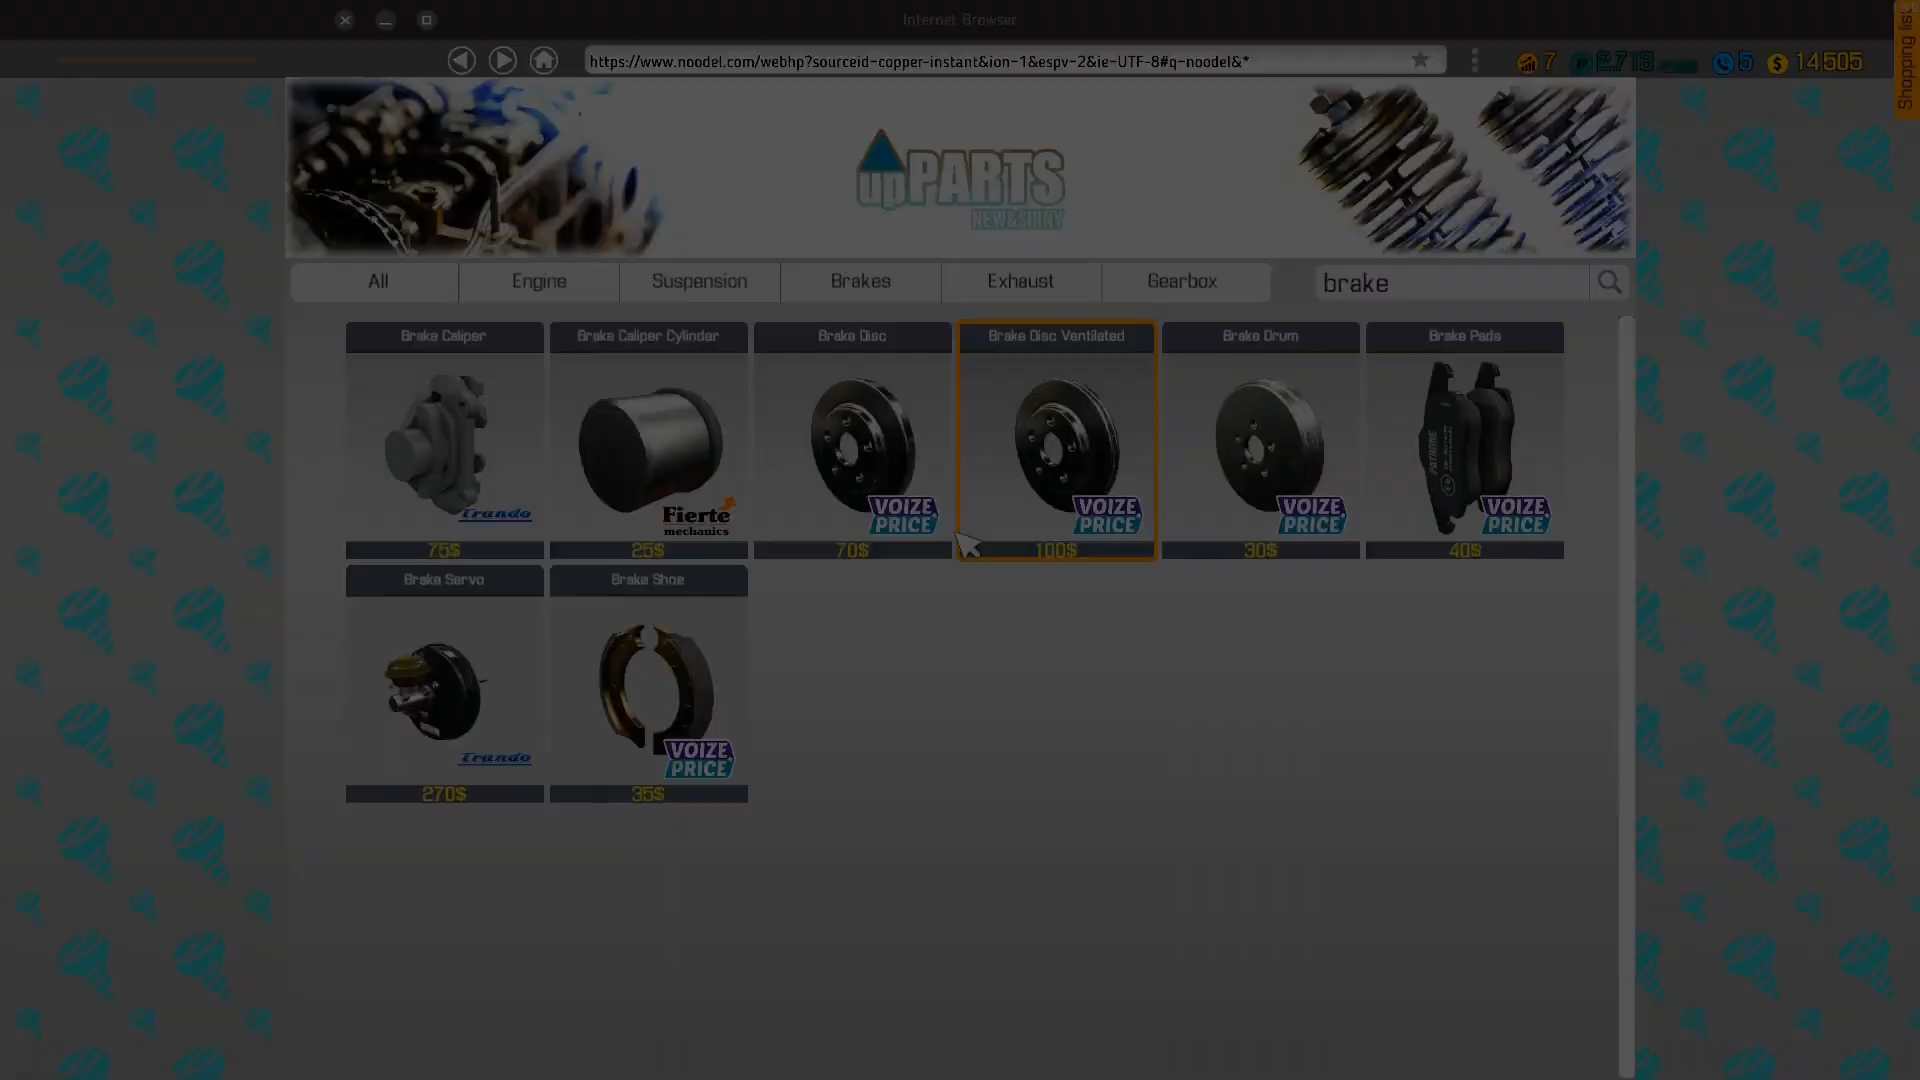 Internet Browser
https://www.noodel.com/webhp?sourceid-copper-instant&ion-1&espv-2&ie-UTF-8#q-noodel&*
7
XP
5
$ 14505
Shopping list
upPARTS
NEW&SHINY
All
Engine
Suspension
Brakes
Exhaust
Gearbox
brake
Brake Caliper
Brake Caliper Cylinder
Brake Disc
Brake Disc Ventilated
Brake Drum
Brake Pads
Trando
Fierte
mechanics
VOIZE
PRICE
VOIZE
PRICE
VOIZE
PRICE
VOIZE
PRICE
75$
25$
70$
100$
30$
40$
Brake Servo
Brake Shoe
Trando
VOIZE
PRICE
270$
35$